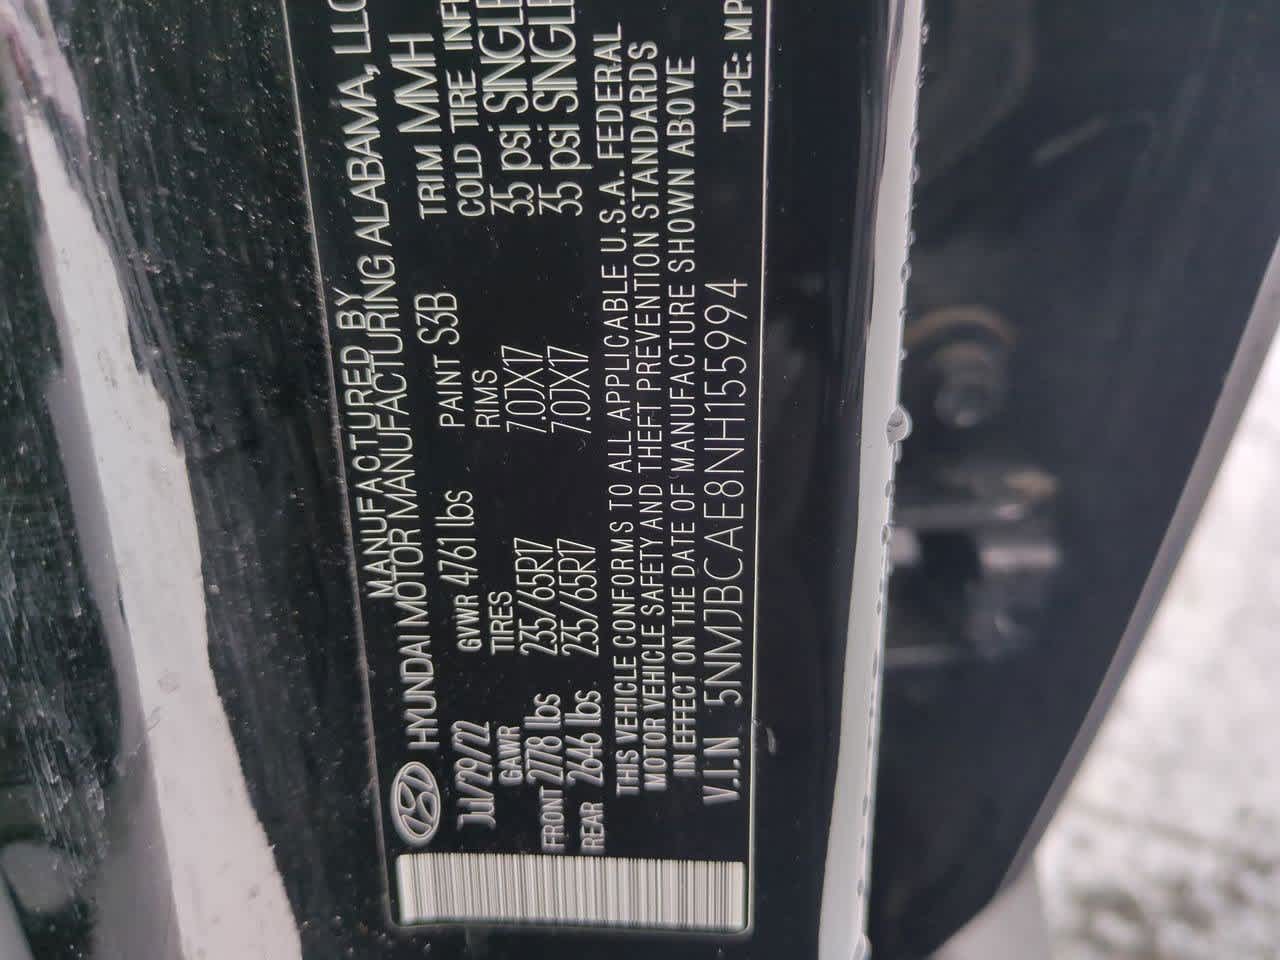 MANUFACTURED BY
HYUNDAI MOTOR MANUFACTURING ALABAMA, LLC
Jul/29/22 GVWR 4761 lbs PAINT S3B TRIM MMH
GAWR TIRES RIMS COLD TIRE
FRONT 2778 lbs 235/65R17 7.0JX17 35 psi SINGLE
REAR 2646 lbs 235/65R17 7.0JX17 35 psi SINGLE
THIS VEHICLE CONFORMS TO ALL APPLICABLE U.S.A. FEDERAL
MOTOR VEHICLE SAFETY AND THEFT PREVENTION STANDARDS
IN EFFECT ON THE DATE OF MANUFACTURE SHOWN ABOVE
V.I.N 5NMJBCAE8NH155994 TYPE: MP